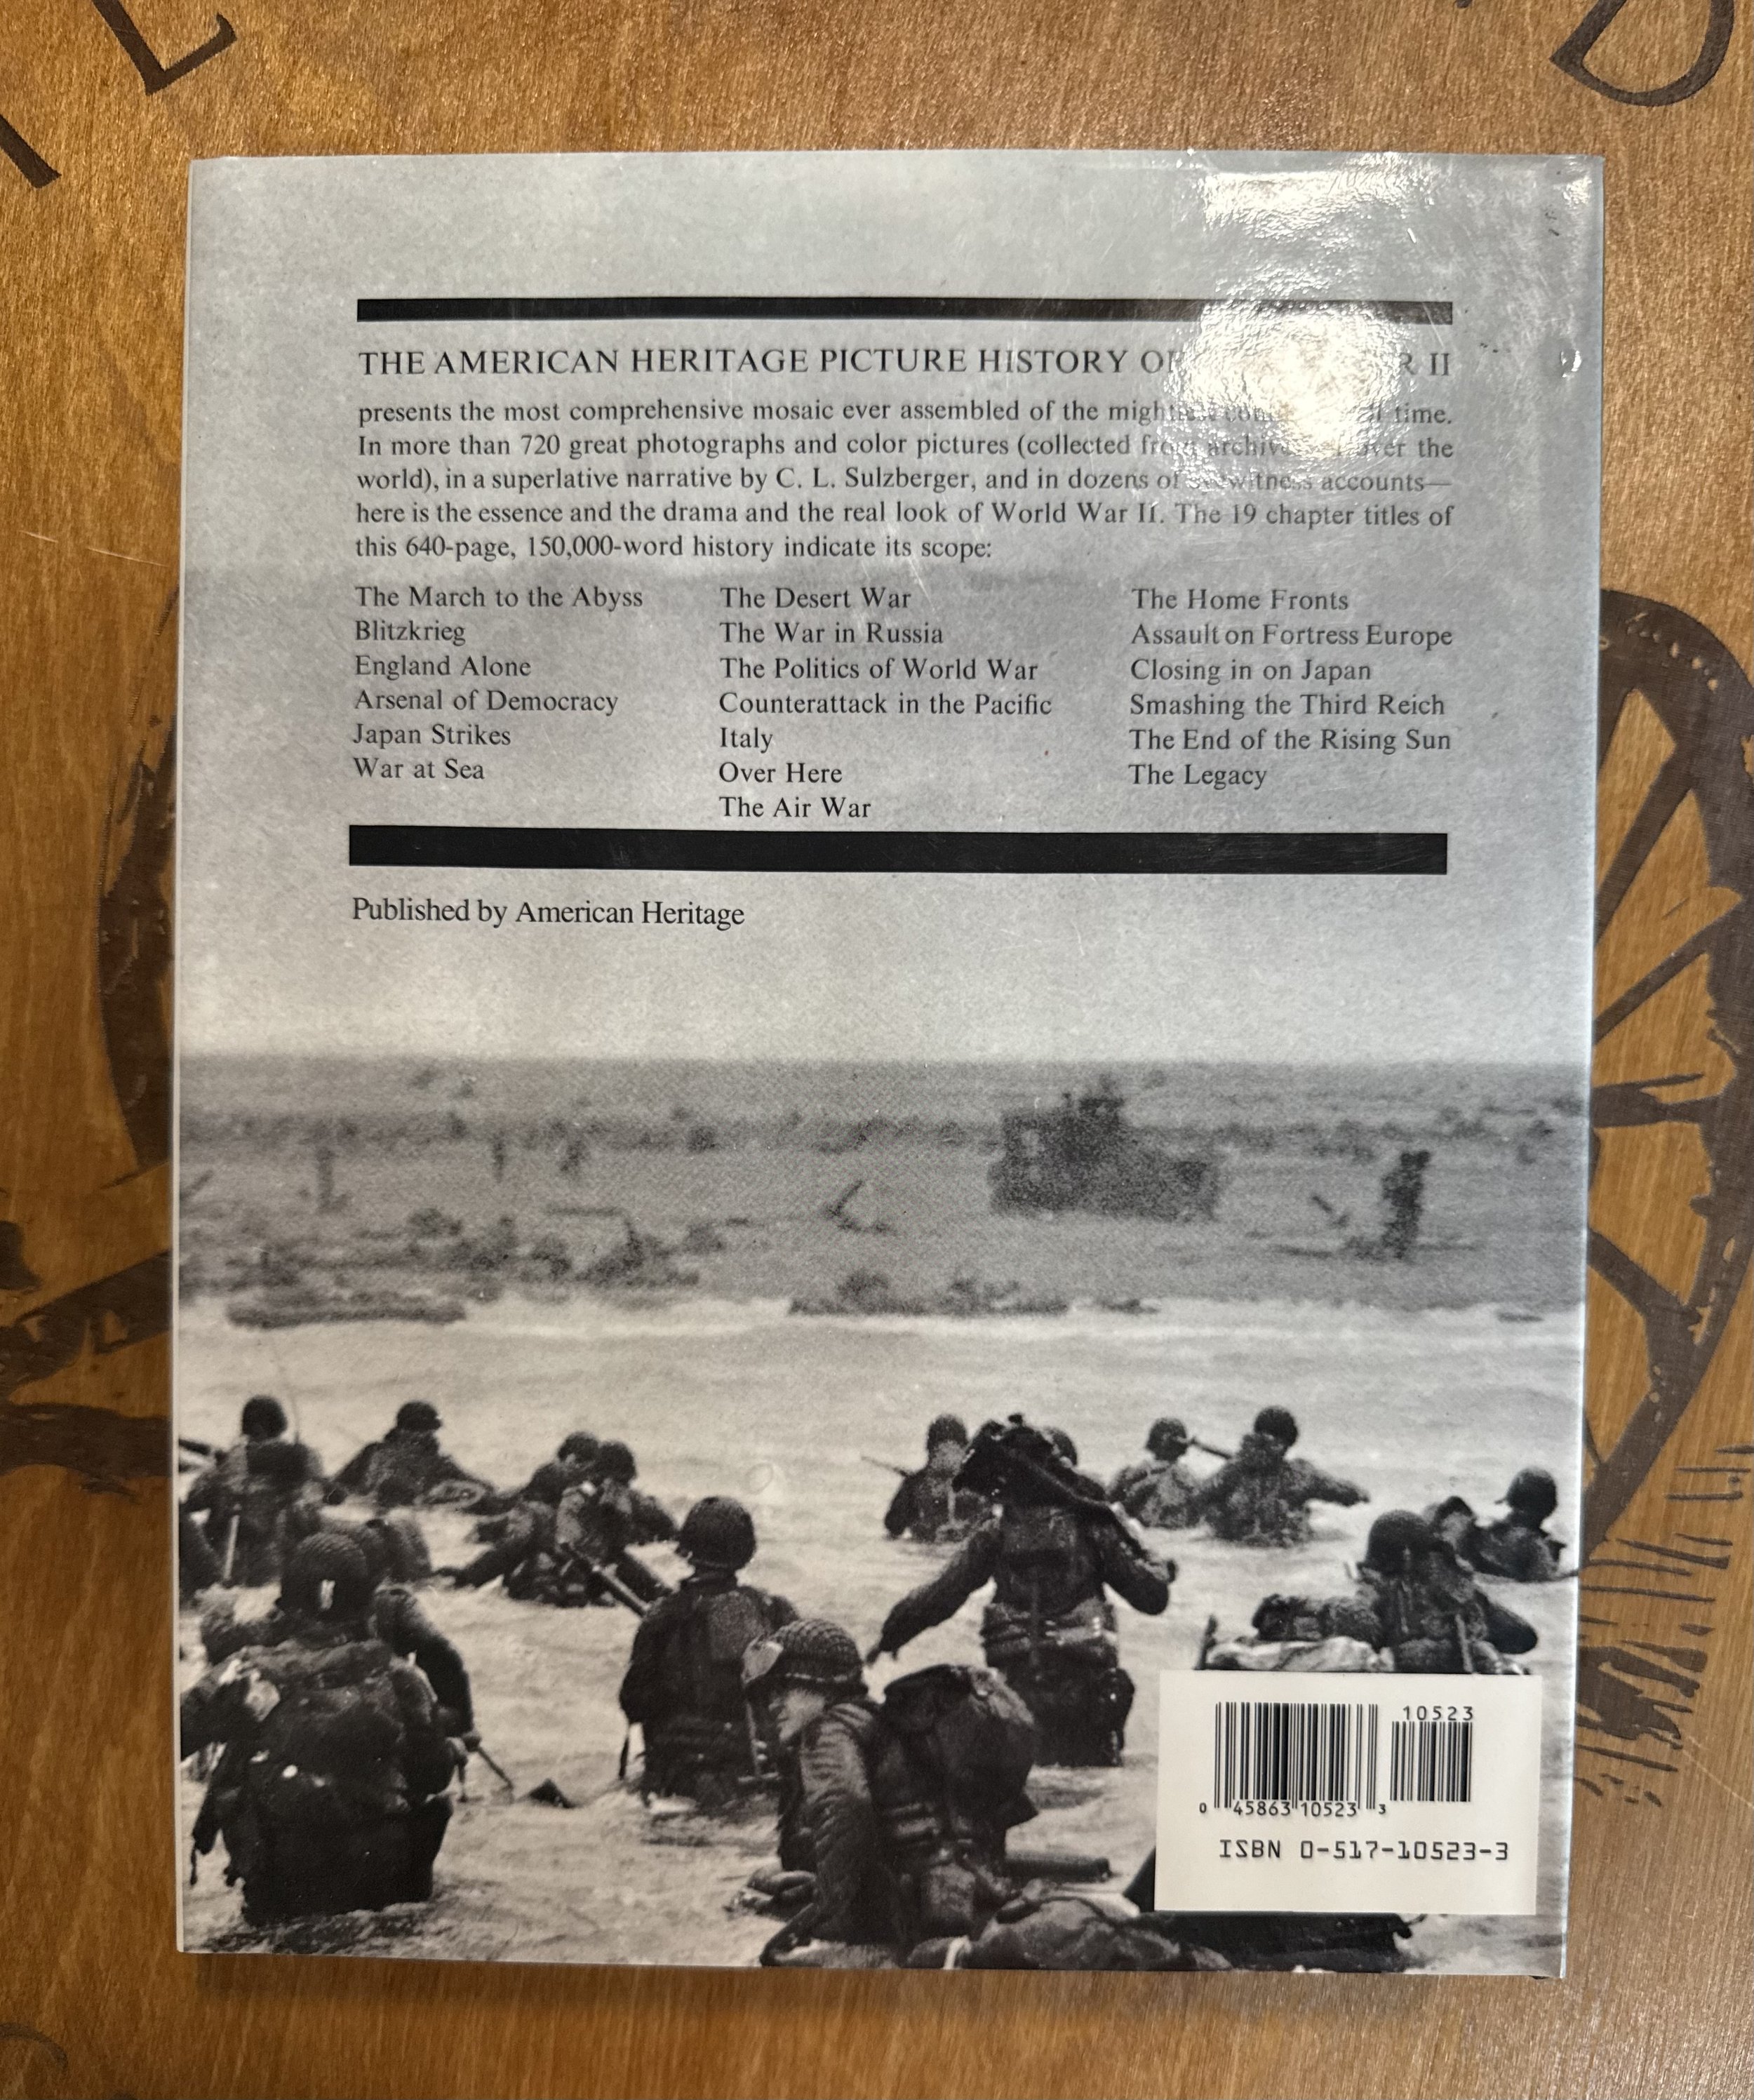 L
D
THE AMERICAN HERITAGE PICTURE HISTORY R II
presents the most comprehensive mosaic ever assembled of the time.
In more than 720 great photographs and color pictures (collected from over the
world), in a superlative narrative by C. L. Sulzberger, and in dozens of eyewitness accounts—
here is the essence and the drama and the real look of World War II. The 19 chapter titles of
this 640-page, 150,000-word history indicate its scope:
The March to the Abyss
Blitzkrieg
England Alone
Arsenal of Democracy
Japan Strikes
War at Sea
The Desert War
The War in Russia
The Politics of World War
Counterattack in the Pacific
Italy
Over Here
The Air War
The Home Fronts
Assault on Fortress Europe
Closing in on Japan
Smashing the Third Reich
The End of the Rising Sun
The Legacy
Published by American Heritage
10523
0 45863 10523 3
ISBN 0-517-10523-3